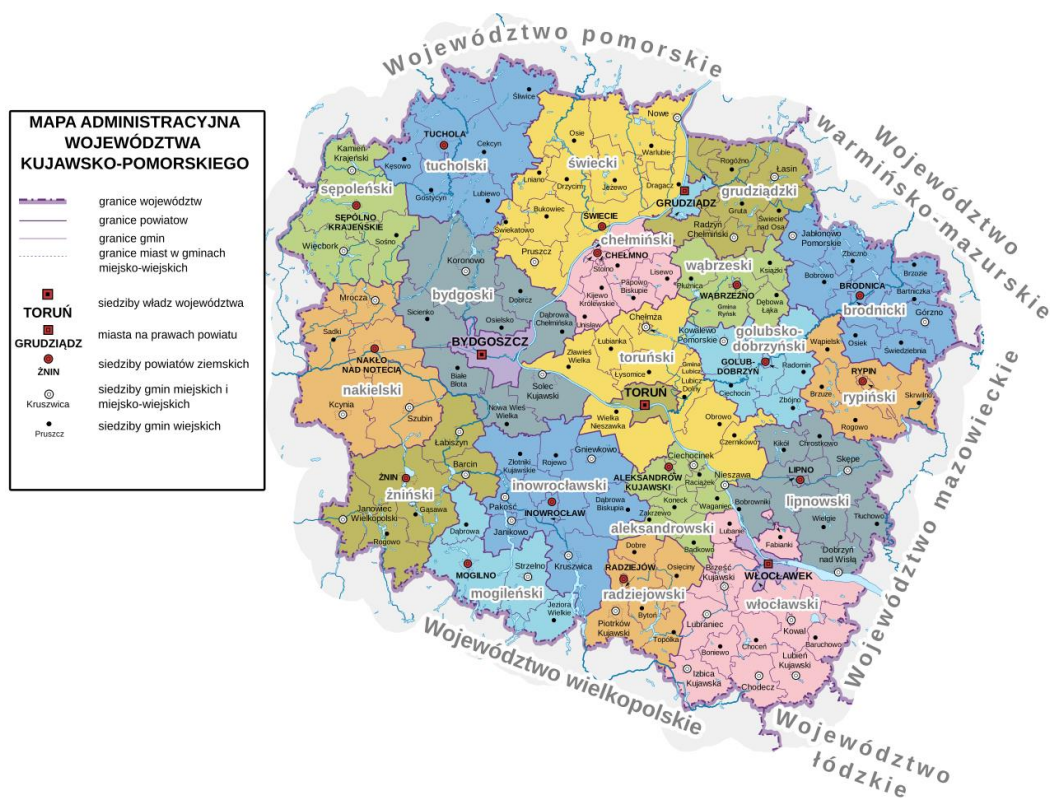 MAPA ADMINISTRACYJNA
WOJEWÓDZTWA
KUJAWSKO-POMORSKIEGO
granice województw
granice powiatów
granice gmin
granice miast w gminach
miejsko-wiejskich
TORUŃ
siedziby władz województwa
GRUDZIĄDZ
miasta na prawach powiatu
ŻNIN
siedziby powiatów ziemskich
Kruszwica
siedziby gmin miejskich i
miejsko-wiejskich
Pruszcz
siedziby gmin wiejskich
Województwo pomorskie
Województwo
warmińsko-mazurskie
Województwo mazowieckie
Województwo
łódzkie
Województwo wielkopolskie
tucholski
Śliwice
TUCHOLA
Cekcyn
Kęsowo
Gostycyn
Lubiewo
sępoleński
Kamień
Krajeński
SĘPÓLNO
KRAJEŃSKIE
Więcbork
Sośno
świecki
Nowe
Osie
Warlubie
Lniano
Drzycim
Jeżewo
Dragacz
Bukowiec
Świekatowo
ŚWIECIE
Pruszcz
GRUDZIĄDZ
grudziądzki
Rogóźno
Łasin
Gruta
Świecie
nad Osą
Radzyń
Chełmiński
chełmiński
CHEŁMNO
Stolno
Lisewo
Kijewo
Królewskie
Papowo
Biskupie
Unisław
wąbrzeski
Płużnica
WĄBRZEŹNO
Książki
Dębowa
Łąka
Gmina
Ryńsk
brodnicki
Jabłonowo
Pomorskie
Zbiczno
Bobrowo
Brzozie
Bartniczka
BRODNICA
Górzno
Osiek
Świedziebnia
bydgoski
Koronowo
Dobrcz
Sicienko
Osielsko
Dąbrowa
Chełmińska
BYDGOSZCZ
Białe
Błota
Solec
Kujawski
Nowa Wieś
Wielka
nakielski
Mrocza
Sadki
NAKŁO
NAD NOTECIĄ
Kcynia
Szubin
toruński
Chełmża
Łubianka
Zławieś
Wielka
Łysomice
Gmina
Lubicz
Lubicz
Dolny
TORUŃ
Wielka
Nieszawka
Obrowo
Czernikowo
golubsko-
dobrzyński
Kowalewo
Pomorskie
GOLUB-
DOBRZYŃ
Radomin
Ciechocin
Zbójno
rypiński
Wąpielsk
RYPIN
Brzuze
Skrwilno
Rogowo
lipnowski
Kikół
Chrostkowo
Skępe
LIPNO
Bobrowniki
Wielgie
Tłuchowo
Dobrzyń
nad Wisłą
żniński
Łabiszyn
Barcin
ŻNIN
Janowiec
Wielkopolski
Gąsawa
Rogowo
inowrocławski
Złotniki
Kujawskie
Rojewo
Gniewkowo
Pakość
INOWROCŁAW
Dąbrowa
Biskupia
Janikowo
Kruszwica
mogileński
Dąbrowa
MOGILNO
Strzelno
Jeziora
Wielkie
aleksandrowski
Ciechocinek
ALEKSANDRÓW
KUJAWSKI
Raciążek
Nieszawa
Koneck
Waganiec
Zakrzewo
Bądkowo
radziejowski
Dobre
RADZIEJÓW
Osięciny
Piotrków
Kujawski
Bytoń
Topólka
włocławski
Lubanie
Fabianki
WŁOCŁAWEK
Brześć
Kujawski
Lubraniec
Kowal
Baruchowo
Boniewo
Choceń
Lubień
Kujawski
Izbica
Kujawska
Chodecz